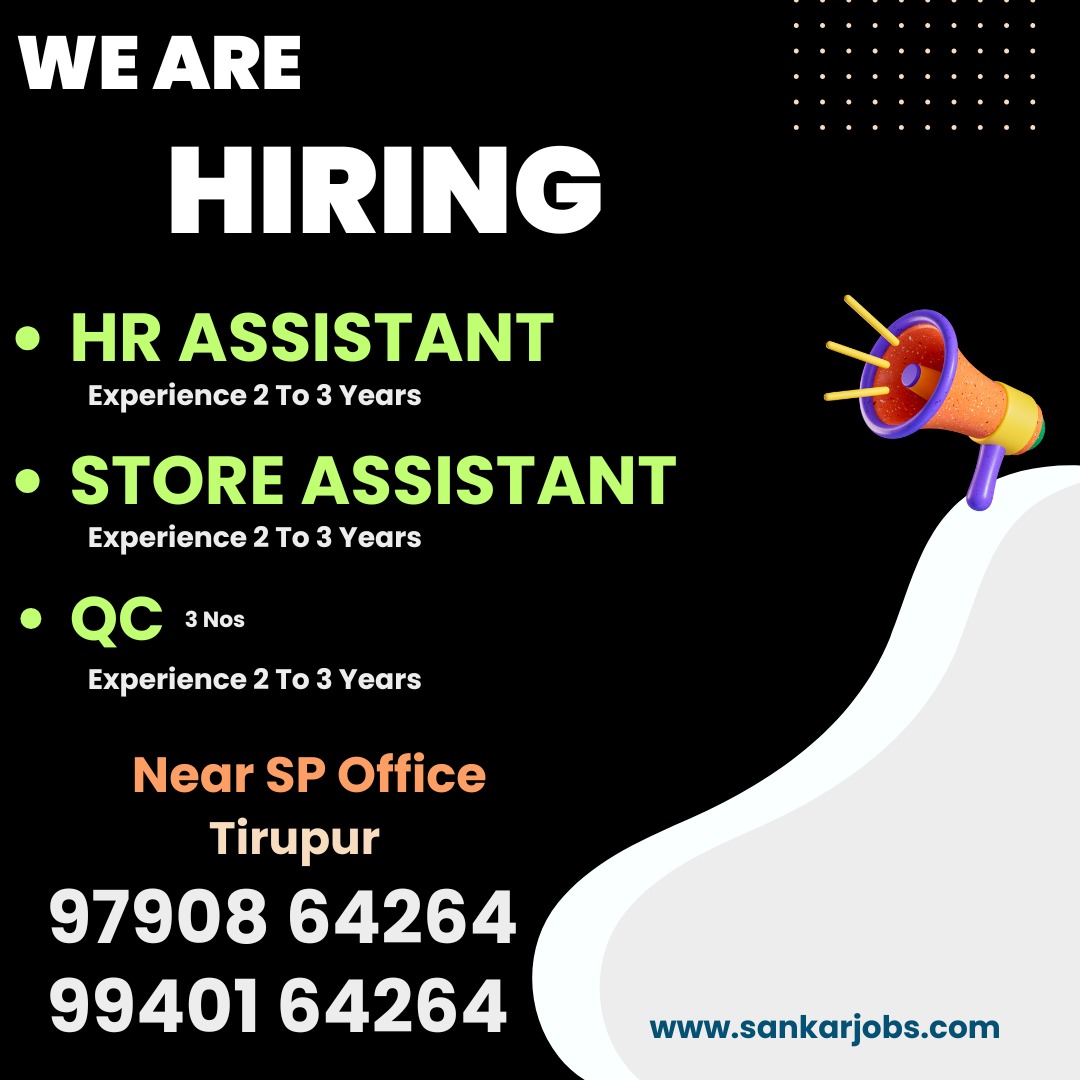 WE ARE
HIRING
• HR ASSISTANT
Experience 2 To 3 Years
• STORE ASSISTANT
Experience 2 To 3 Years
• QC 3 Nos
Experience 2 To 3 Years
Near SP Office
Tirupur
97908 64264
99401 64264
www.sankarjobs.com